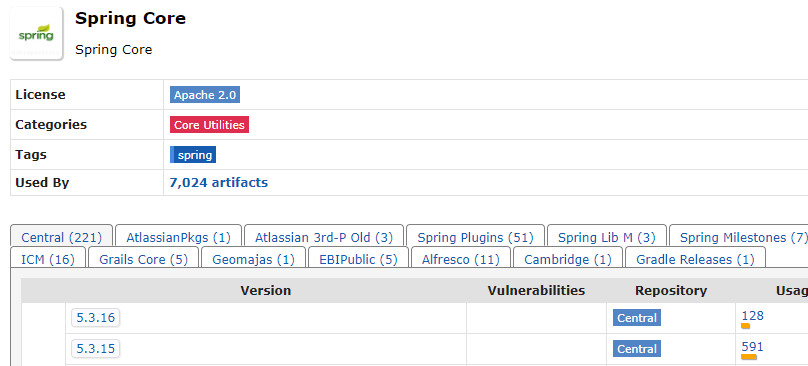 Spring Core
spring
Spring Core
License Apache 2.0
Categories Core Utilities
Tags spring
Used By 7,024 artifacts
Central (221) AtlassianPkgs (1) Atlassian 3rd-P Old (3) Spring Plugins (51) Spring Lib M (3) Spring Milestones (7)
ICM (16) Grails Core (5) Geomajas (1) EBIPublic (5) Alfresco (11) Cambridge (1) Gradle Releases (1)
Version Vulnerabilities Repository Usag
5.3.16 Central 128
5.3.15 Central 591